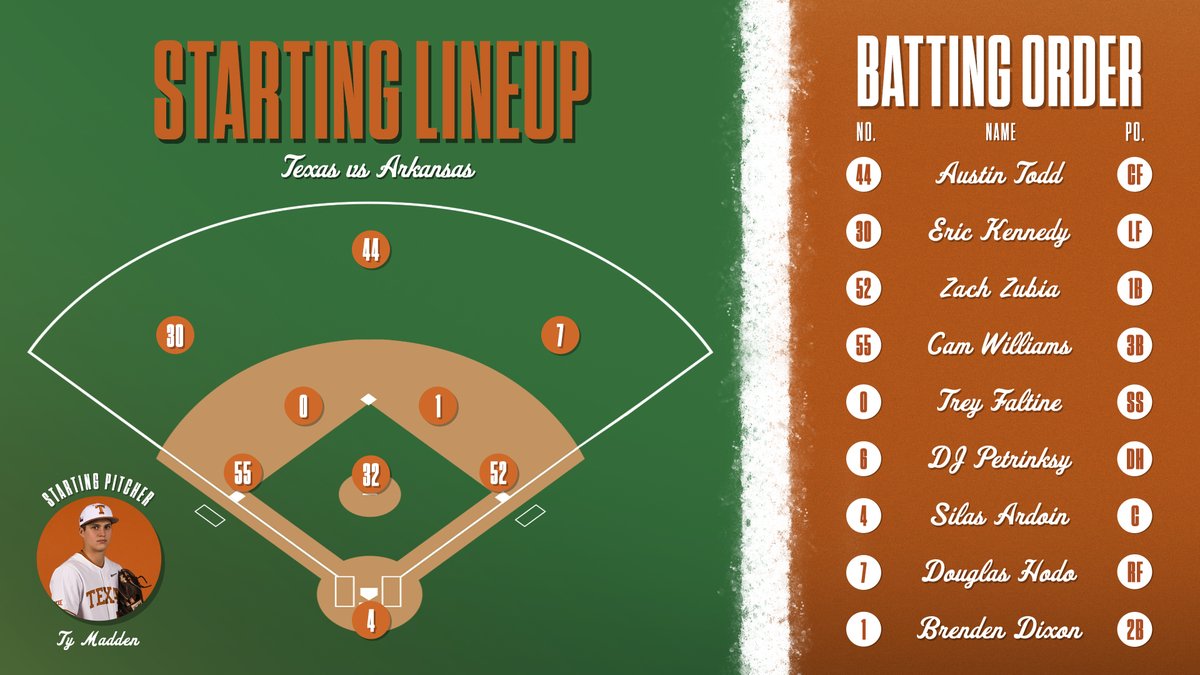 STARTING LINEUP
Texas vs Arkansas
44
30
7
0
1
55
32
52
4
STARTING PITCHER
T
TEXA
Ty Madden
BATTING ORDER
NO. NAME PO.
44 Austin Todd CF
30 Eric Kennedy LF
52 Zach Zubia 1B
55 Cam Williams 3B
0 Trey Faltine SS
6 DJ Petrinksy DH
4 Silas Ardoin C
7 Douglas Hodo RF
1 Brenden Dixon 2B